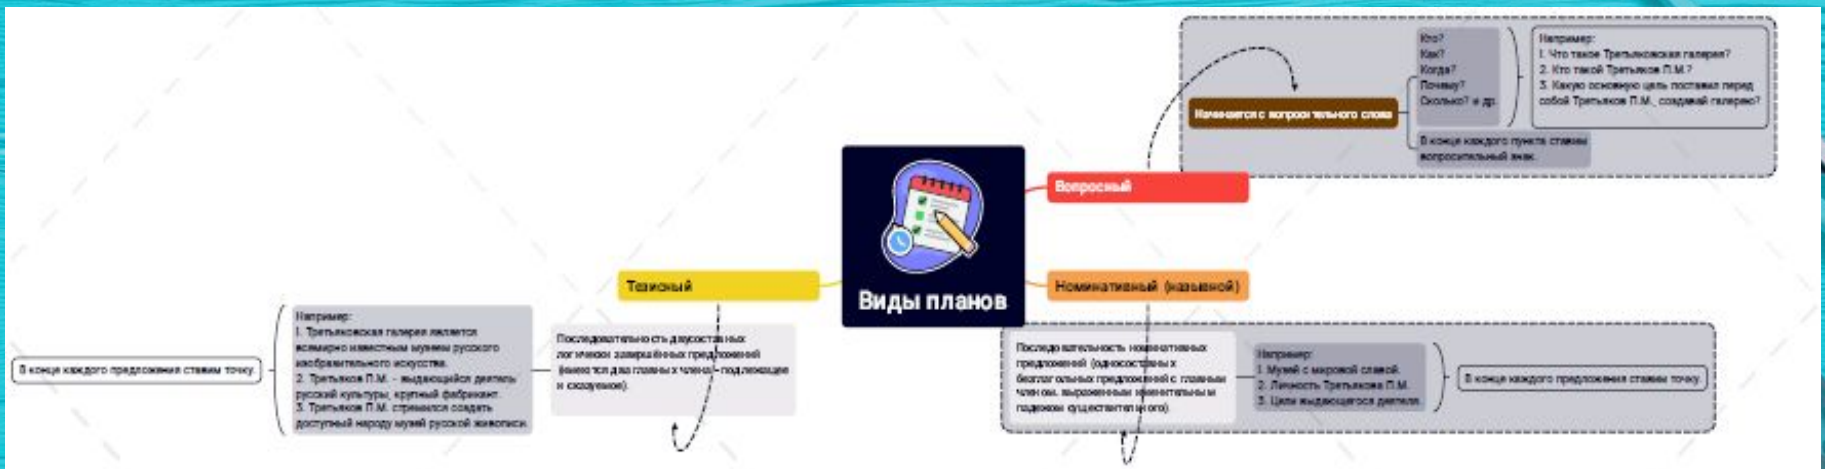 Виды планов
Вопросный
Начинается с вопросительного слова
Кто?
Как?
Когда?
Почему?
Сколько? и др.
Например:
1. Что такое Третьяковская галерея?
2. Кто такой Третьяков П.М.?
3. Какую основную цель поставил перед
собой Третьяков П.М., создавая галерею?
В конце каждого пункта ставим
вопросительный знак.
Номинативный (назывной)
Последовательность номинативных
предложений (односоставных
безглагольных предложений с главным
членом, выраженным именительным
падежом существительного)
Например:
1. Музей с мировой славой.
2. Личность Третьякова П.М.
3. Цели выдающегося деятеля.
В конце каждого предложения ставим точку.
Тезисный
Последовательность двусоставных
логически завершённых предложений
(имеются два главных члена – подлежащее
и сказуемое).
Например:
1. Третьяковская галерея является
всемирно известным музеем русского
изобразительного искусства.
2. Третьяков П.М. - выдающийся деятель
русской культуры, крупный фабрикант.
3. Третьяков П.М. стремился создать
доступный народу музей русской живописи.
В конце каждого предложения ставим точку.